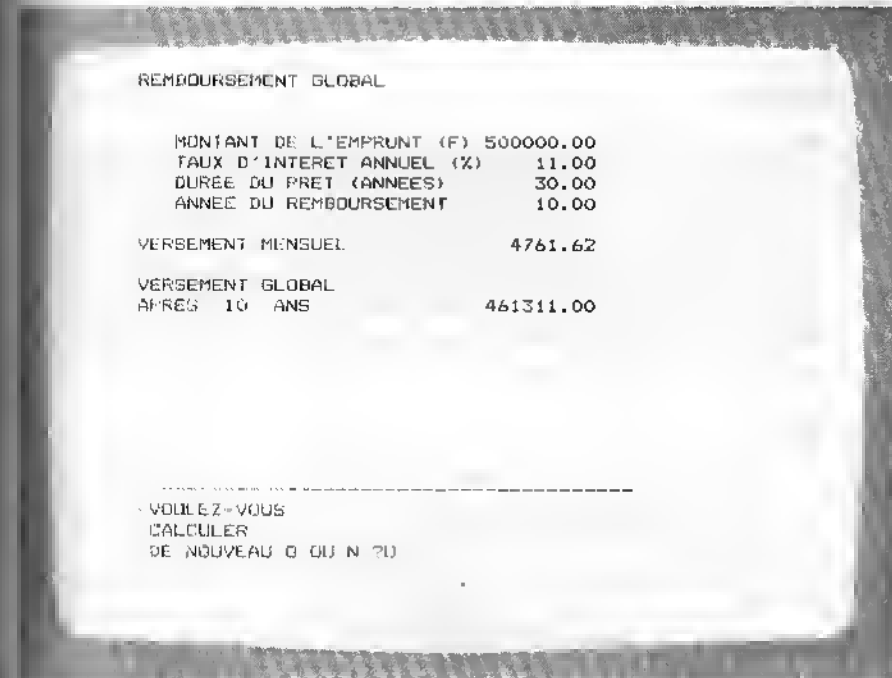 REMBOURSEMENT GLOBAL
MONTANT DE L'EMPRUNT (F) 500000.00
TAUX D'INTERET ANNUEL (%) 11.00
DUREE DU PRET (ANNEES) 30.00
ANNEE DU REMBOURSEMENT 10.00
VERSEMENT MENSUEL 4761.62
VERSEMENT GLOBAL
APRES 10 ANS 461311.00
VOULEZ-VOUS
CALCULER
DE NOUVEAU O OU N ?O